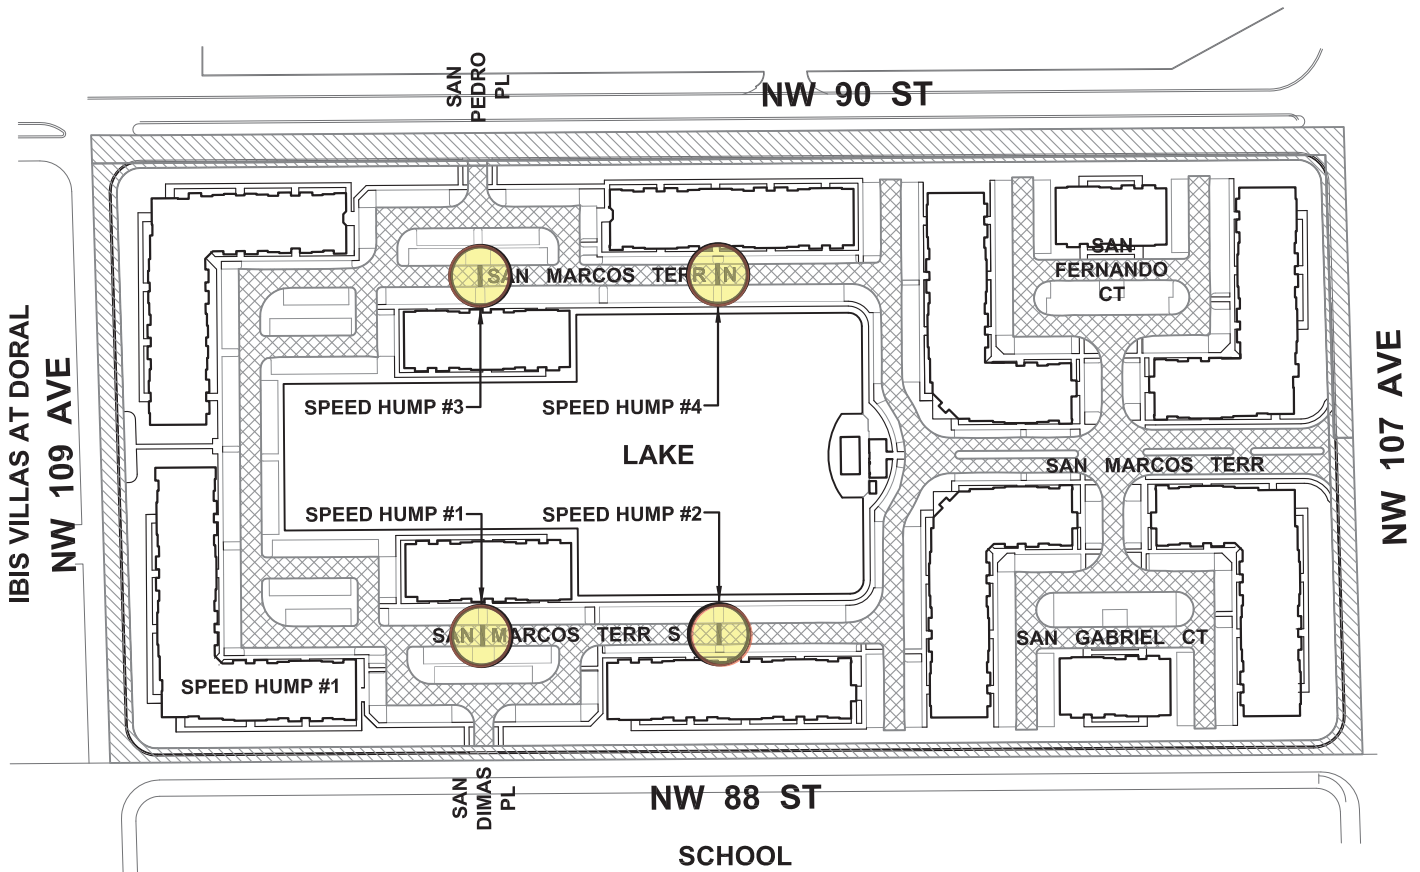 SAN
PEDRO
PL
NW 90 ST
SAN MARCOS TERR N
SAN
FERNANDO
CT
IBIS VILLAS AT DORAL
NW 109 AVE
NW 107 AVE
SPEED HUMP #3
SPEED HUMP #4
LAKE
SAN MARCOS TERR
SPEED HUMP #1
SPEED HUMP #2
SAN MARCOS TERR S
SAN GABRIEL CT
SPEED HUMP #1
SAN
DIMAS
PL
NW 88 ST
SCHOOL